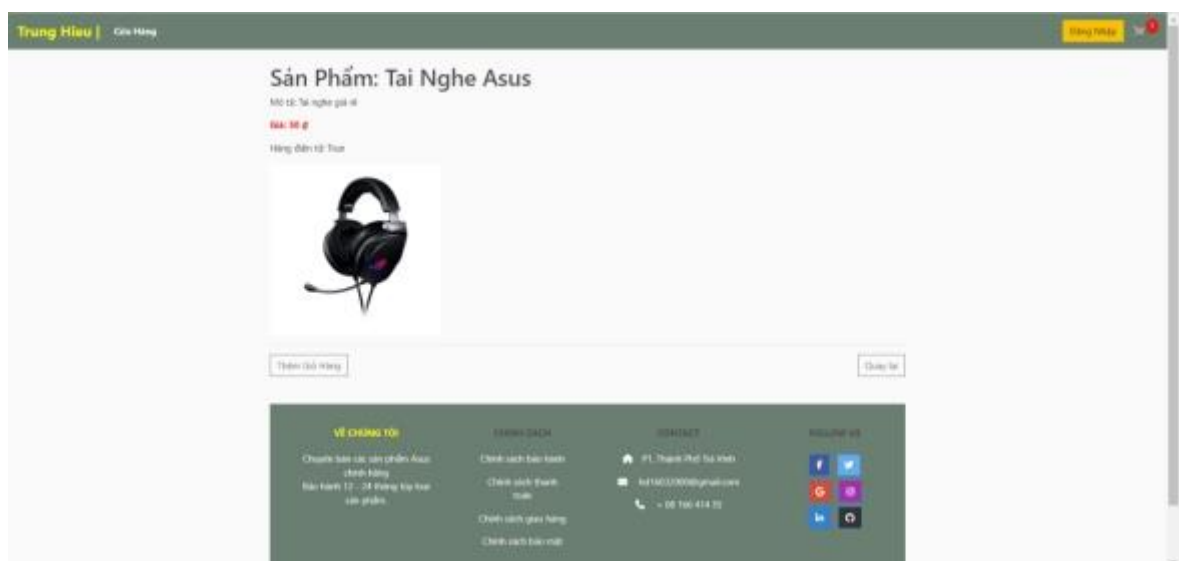 Trung Hieu | Cửa Hàng
Đăng Nhập
Sản Phẩm: Tai Nghe Asus
Mô tả: Tai nghe giá rẻ
Giá: 50 ₫
Hàng điện tử: True
Thêm Giỏ Hàng
Quay lại
VỀ CHÚNG TÔI
Chuyên bán các sản phẩm Asus
chính hãng
Bảo hành 12 - 24 tháng tùy loại
sản phẩm.
CHÍNH SÁCH
Chính sách bảo hành
Chính sách thanh
toán
Chính sách giao hàng
Chính sách bảo mật
CONTACT
P1, Thành Phố Trà Vinh
FOLLOW US